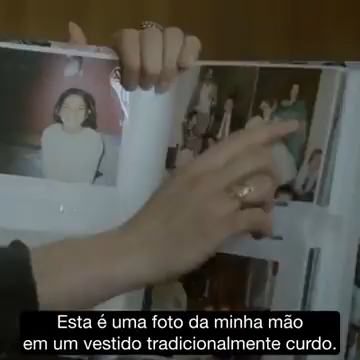 Esta é uma foto da minha mão
em um vestido tradicionalmente curdo.